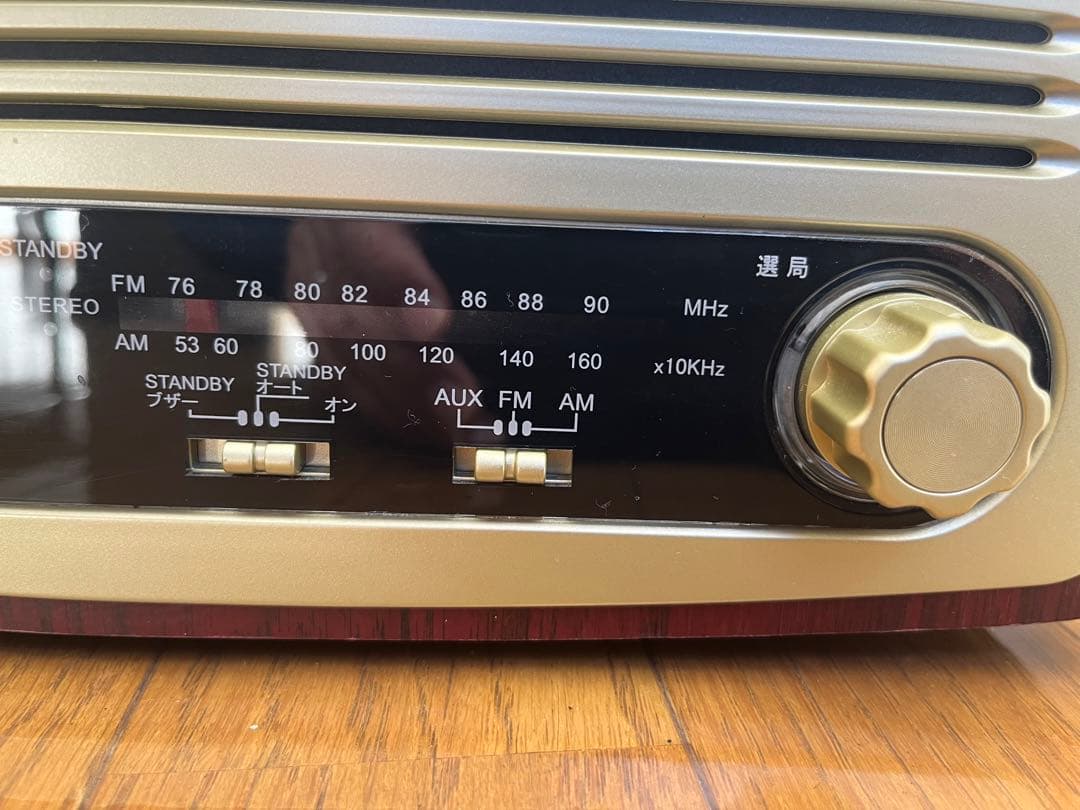 STANDBY
STEREO
選局
FM 76 78 80 82 84 86 88 90 MHz
AM 53 60 80 100 120 140 160 x10KHz
STANDBY ブザー
STANDBY オート
オン
AUX FM AM